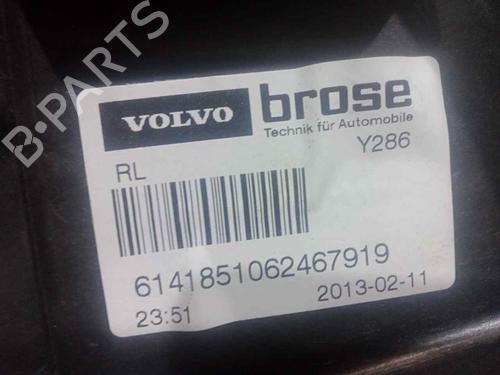 B-PARTS
VOLVO
brose
Technik für Automobile
Y286
RL
6141851062467919
23:51
2013-02-11